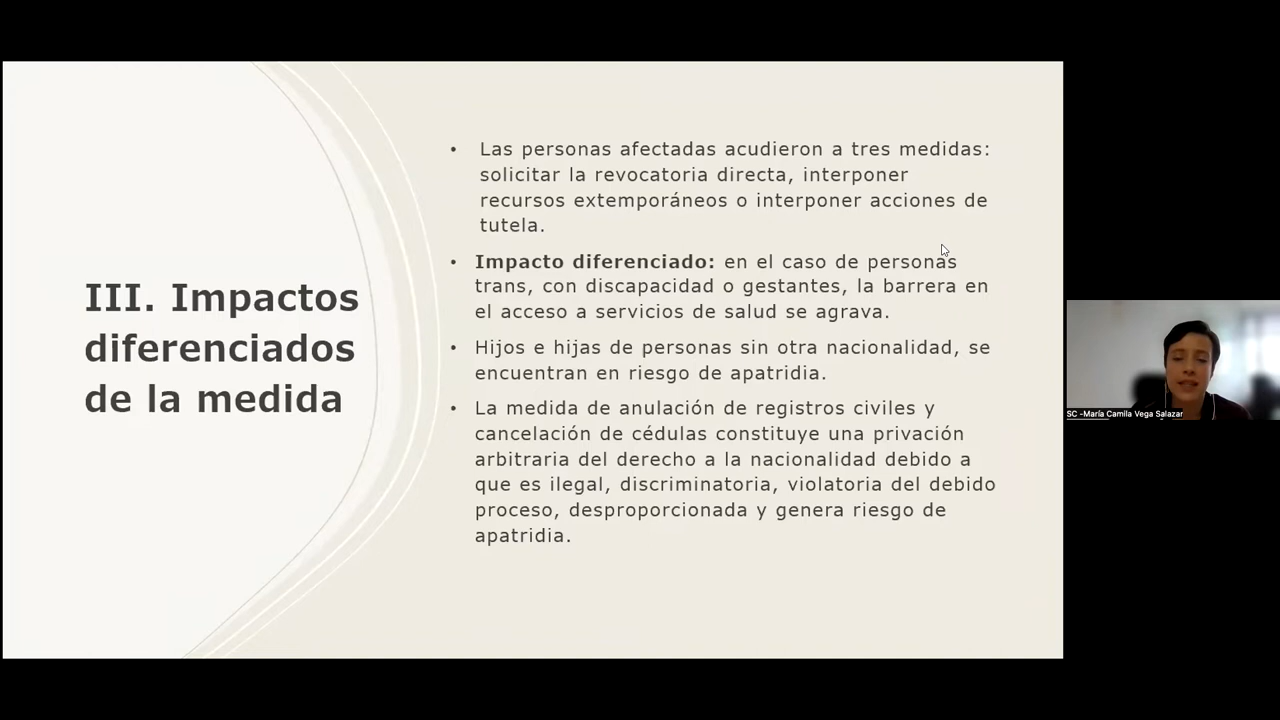 III. Impactos
diferenciados
de la medida
• Las personas afectadas acudieron a tres medidas:
solicitar la revocatoria directa, interponer
recursos extemporáneos o interponer acciones de
tutela.
• Impacto diferenciado: en el caso de personas
trans, con discapacidad o gestantes, la barrera en
el acceso a servicios de salud se agrava.
• Hijos e hijas de personas sin otra nacionalidad, se
encuentran en riesgo de apatridia.
• La medida de anulación de registros civiles y
cancelación de cédulas constituye una privación
arbitraria del derecho a la nacionalidad debido a
que es ilegal, discriminatoria, violatoria del debido
proceso, desproporcionada y genera riesgo de
apatridia.
SC -María Camila Vega Salazar